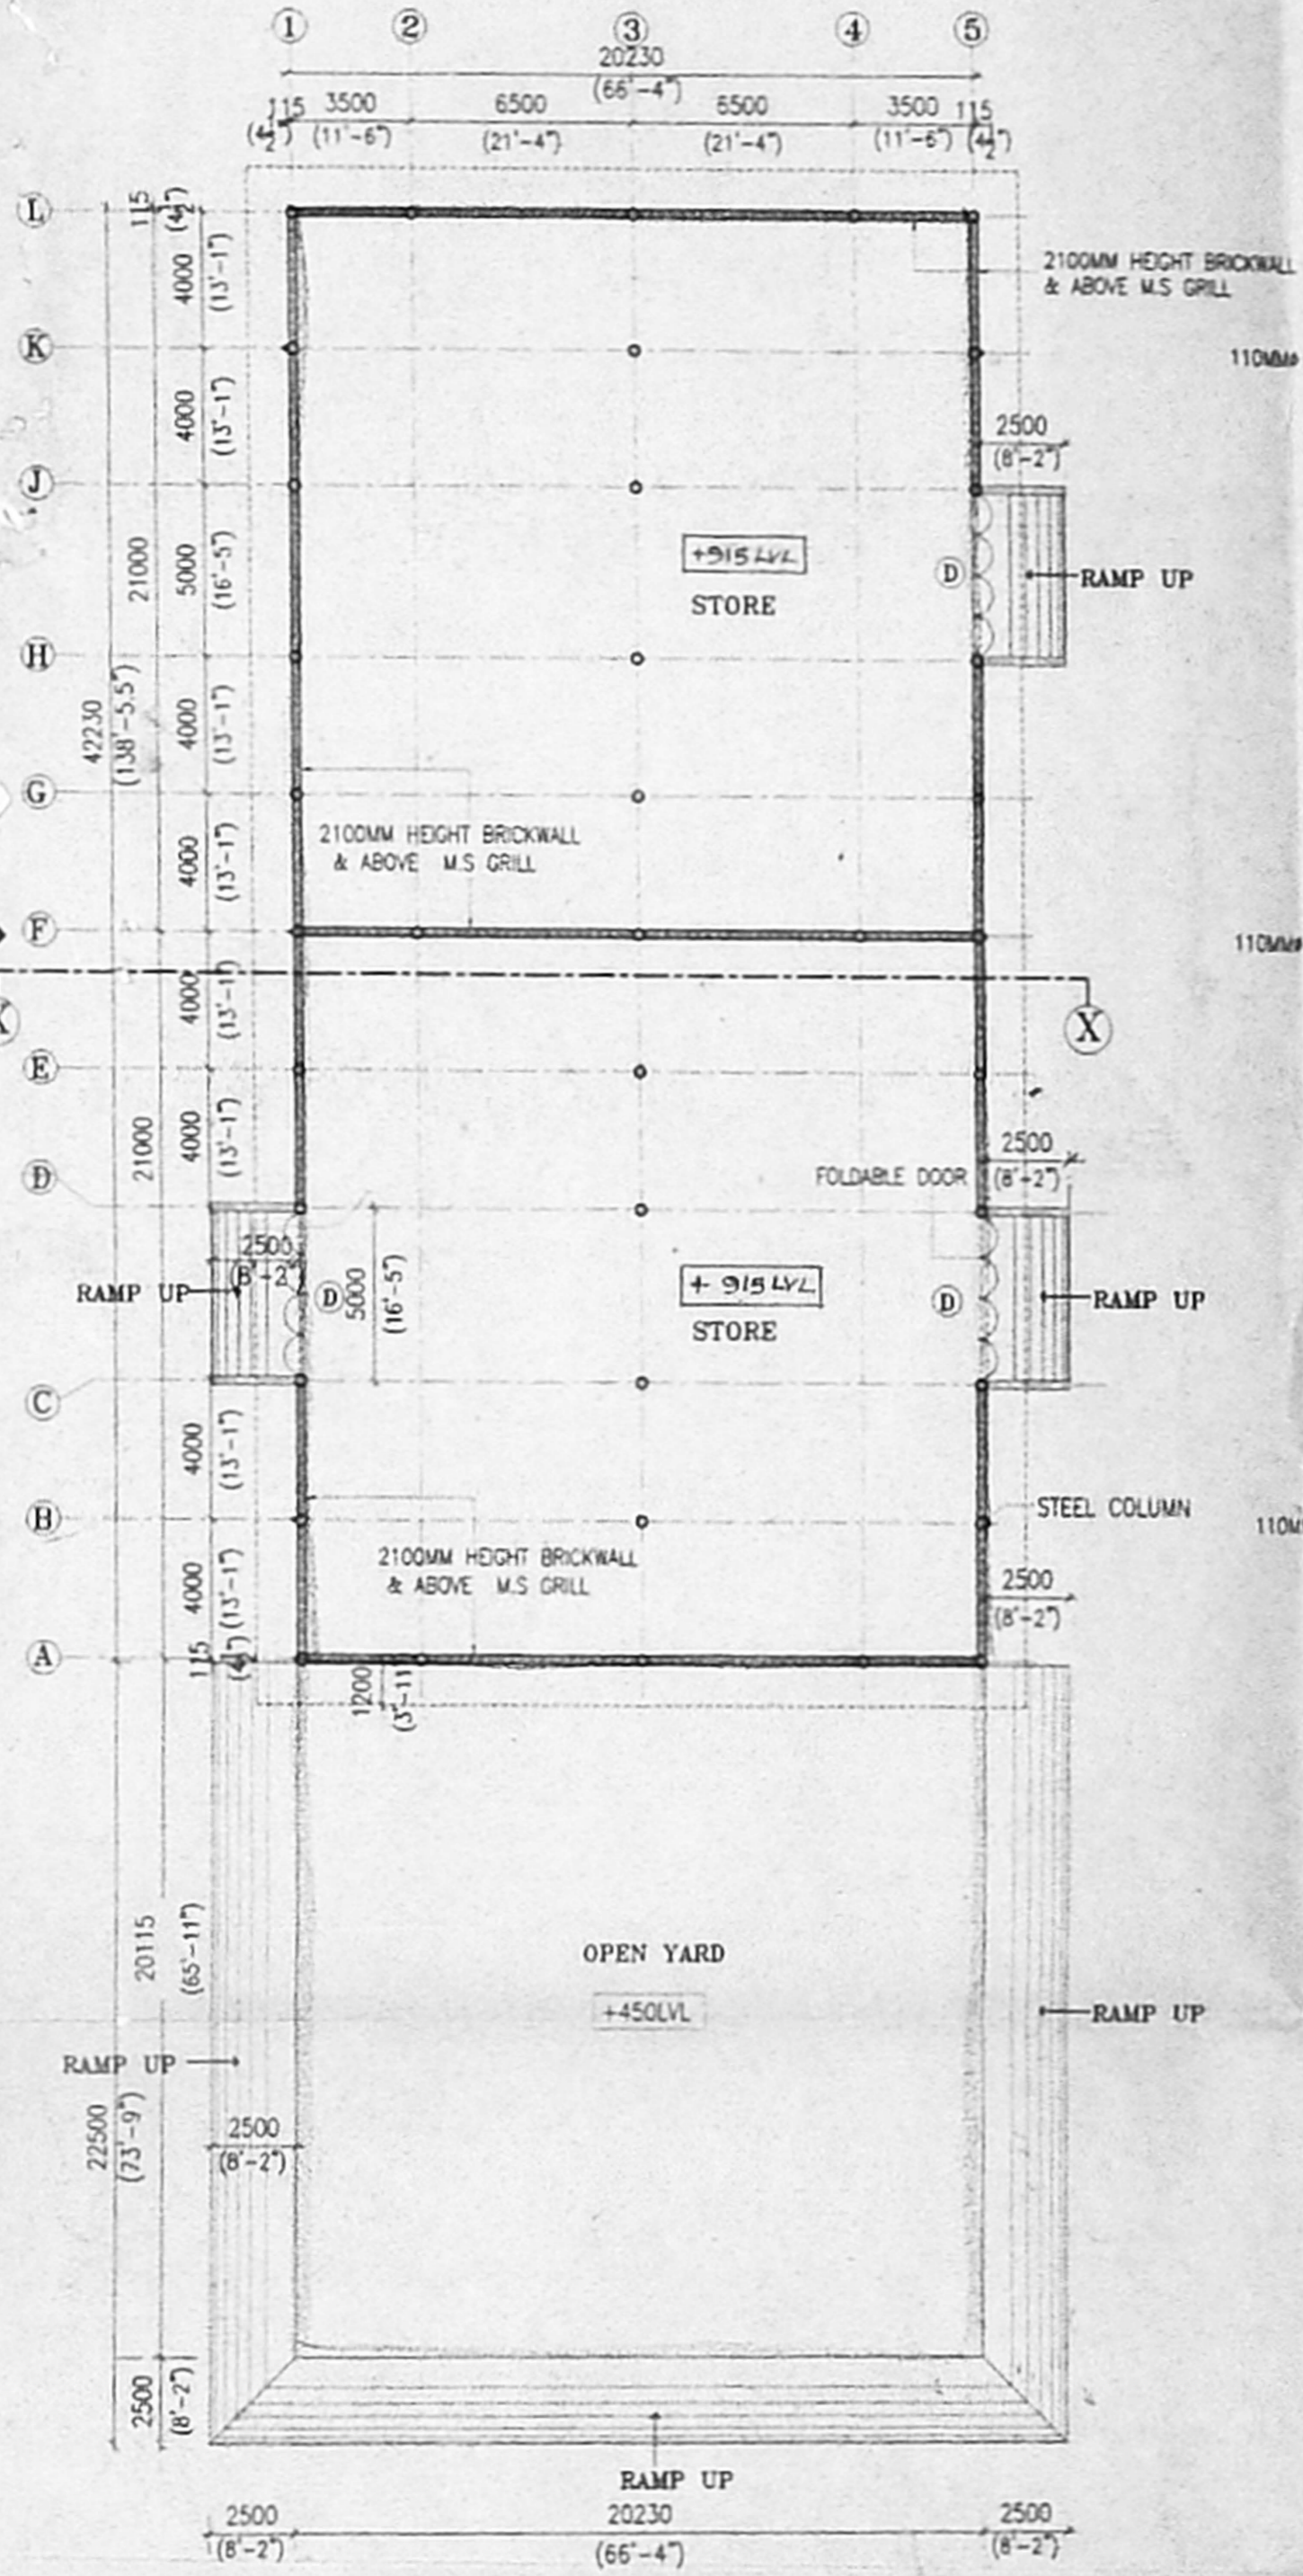 1 2 3 4 5
20230
(66'-4")
115 3500 6500 6500 3500 115
(4½") (11'-6") (21'-4") (21'-4") (11'-6") (4½")
L
115
(4½")
4000
(13'-1")
2100MM HEIGHT BRICKWALL
& ABOVE M.S GRILL
K
110MMØ
4000
(13'-1")
2500
(8'-2")
J
21000
5000
(16'-5")
+915 LVL
STORE
D
RAMP UP
H
42230
(138'-5.5")
4000
(13'-1")
G
2100MM HEIGHT BRICKWALL
& ABOVE M.S GRILL
4000
(13'-1")
F
110MMØ
4000
(13'-1")
X
X
E
21000
4000
(13'-1")
2500
(8'-2")
D
FOLDABLE DOOR
2500
(8'-2")
RAMP UP
D
5000
(16'-5")
+ 915 LVL
STORE
D
RAMP UP
C
4000
(13'-1")
B
STEEL COLUMN
110M
2100MM HEIGHT BRICKWALL
& ABOVE M.S GRILL
4000
(13'-1")
2500
(8'-2")
A
115
(4½")
1200
(3'-11
20115
(65'-11")
OPEN YARD
+450LVL
RAMP UP
RAMP UP
22500
(73'-9")
2500
(8'-2")
2500
(8'-2")
RAMP UP
2500 20230 2500
(8'-2") (66'-4") (8'-2")